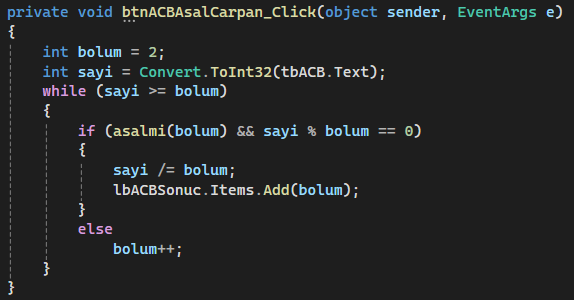 private void btnACBAsalCarpan_Click(object sender, EventArgs e)
{
    int bolum = 2;
    int sayi = Convert.ToInt32(tbACB.Text);
    while (sayi >= bolum)
    {
        if (asalmi(bolum) && sayi % bolum == 0)
        {
            sayi /= bolum;
            lbACBSonuc.Items.Add(bolum);
        }
        else
            bolum++;
    }
}